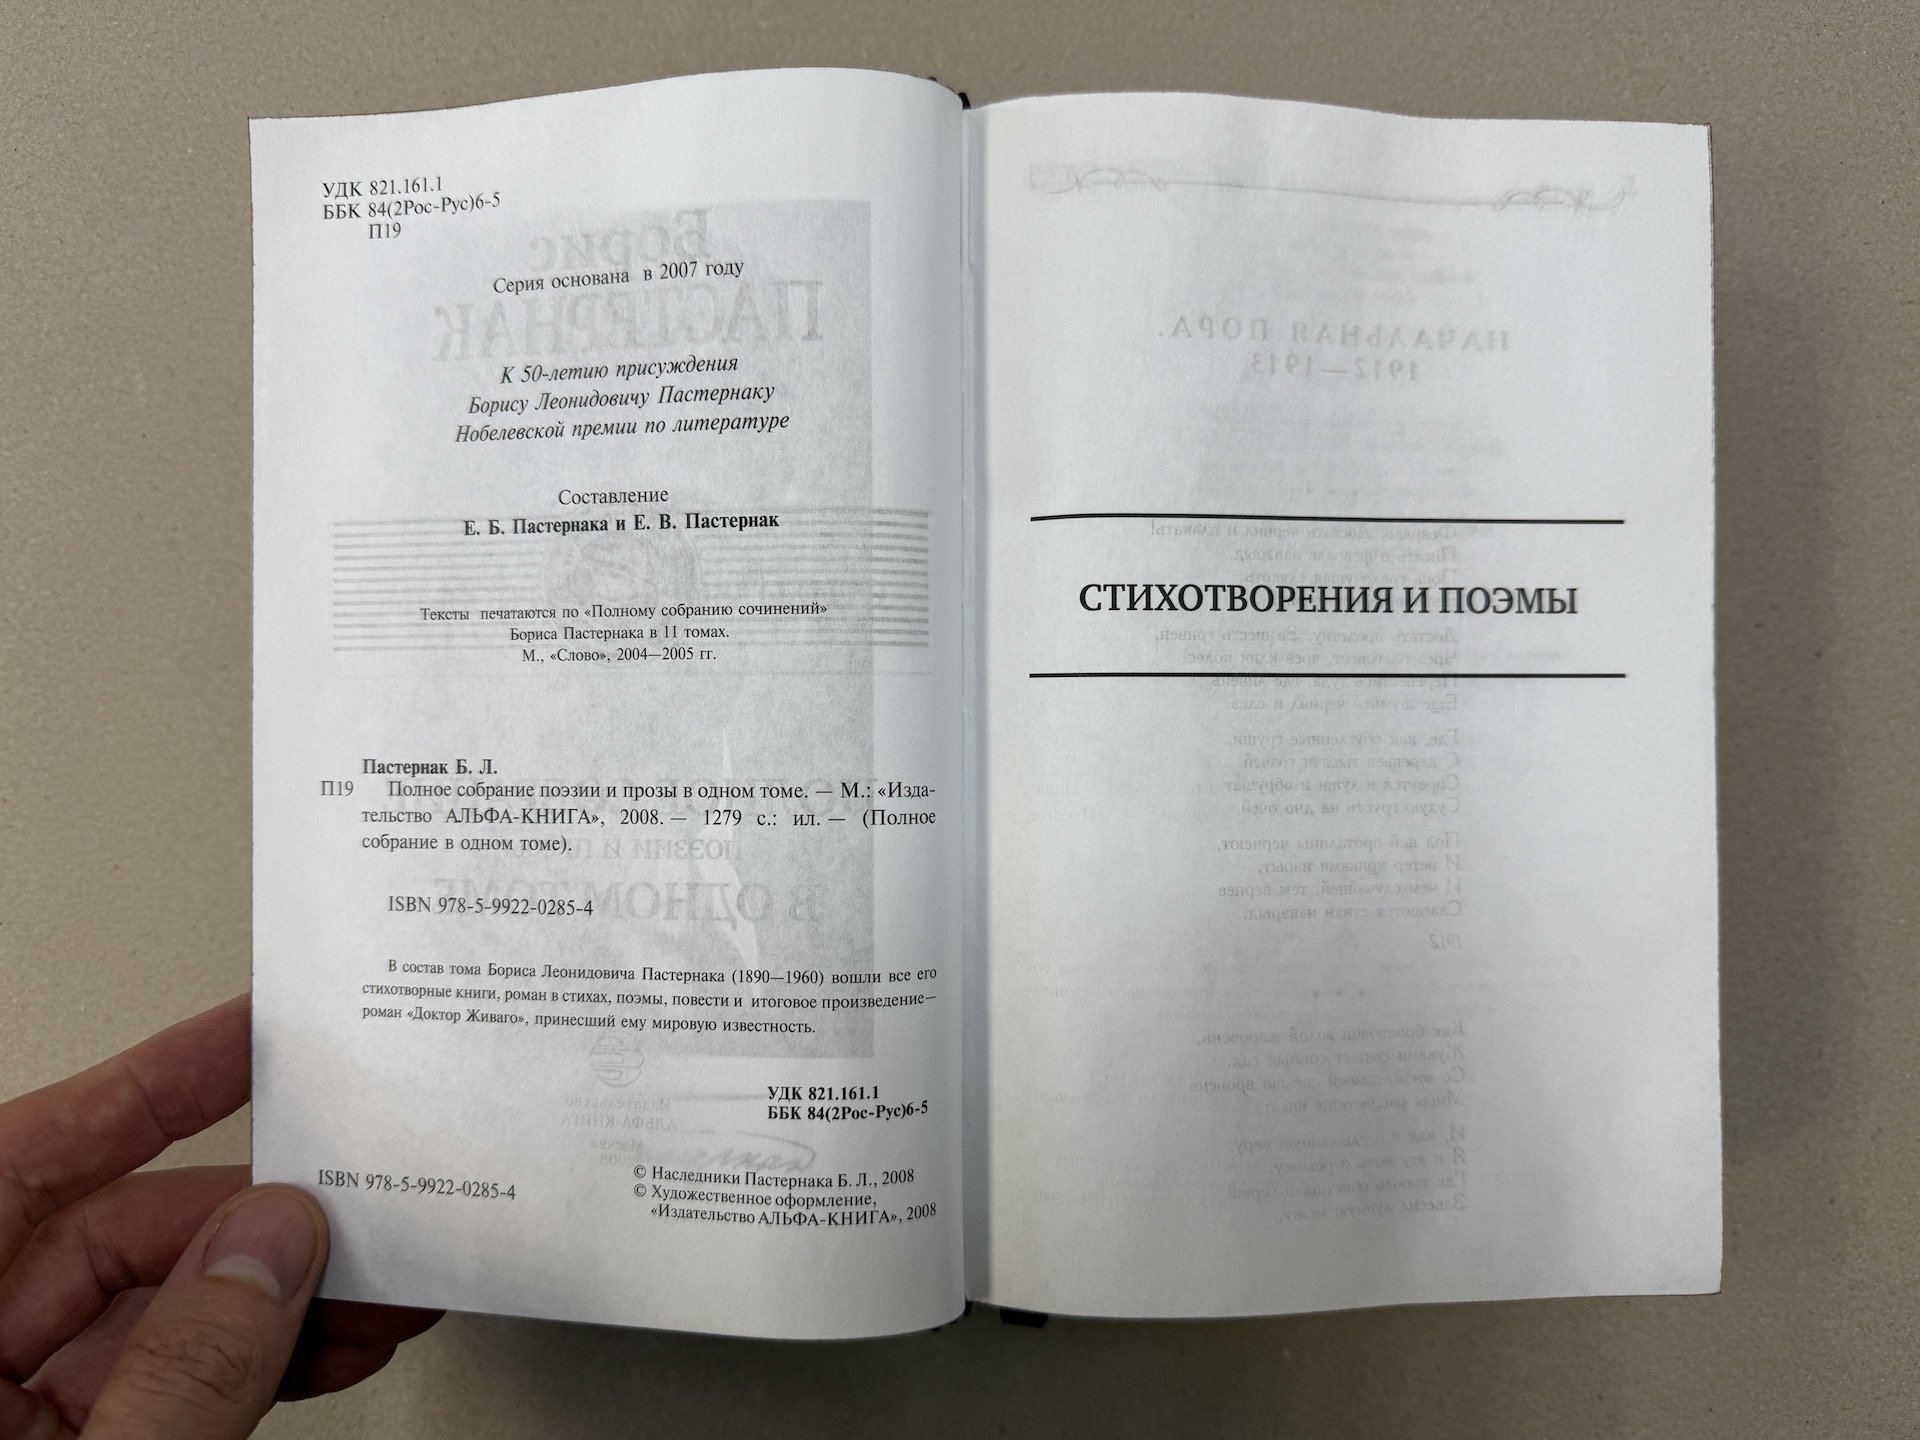 УДК 821.161.1
ББК 84(2Рос-Рус)6-5
П19
Серия основана в 2007 году
К 50-летию присуждения
Борису Леонидовичу Пастернаку
Нобелевской премии по литературе
Составление
Е. Б. Пастернака и Е. В. Пастернак
Тексты печатаются по «Полному собранию сочинений»
Бориса Пастернака в 11 томах.
М., «Слово», 2004—2005 гг.
Пастернак Б. Л.
П19 Полное собрание поэзии и прозы в одном томе. — М.: «Изда-
тельство АЛЬФА-КНИГА», 2008. — 1279 с.: ил. — (Полное
собрание в одном томе).
ISBN 978-5-9922-0285-4
В состав тома Бориса Леонидовича Пастернака (1890—1960) вошли все его
стихотворные книги, роман в стихах, поэмы, повести и итоговое произведение—
роман «Доктор Живаго», принесший ему мировую известность.
УДК 821.161.1
ББК 84(2Рос-Рус)6-5
ISBN 978-5-9922-0285-4
© Наследники Пастернака Б. Л., 2008
© Художественное оформление,
«Издательство АЛЬФА-КНИГА», 2008
СТИХОТВОРЕНИЯ И ПОЭМЫ